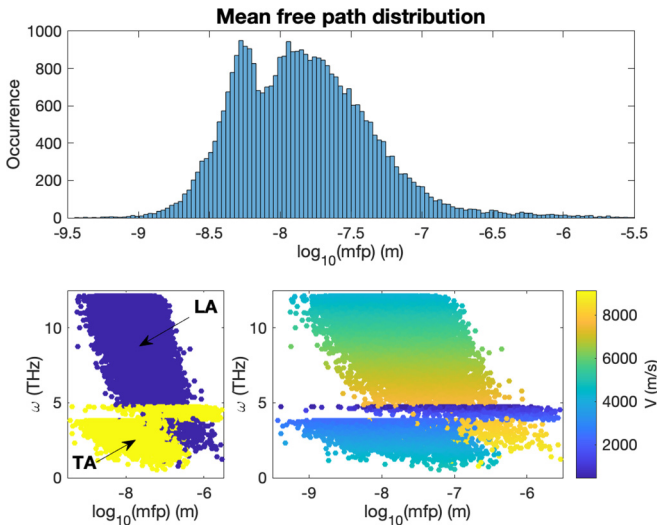 Mean free path distribution
1000
800
600
400
200
0
Occurrence
-9.5 -9 -8.5 -8 -7.5 -7 -6.5 -6 -5.5
log10(mfp) (m)
10
5
0
ω (THz)
LA
TA
-8 -7 -6
log10(mfp) (m)
10
5
0
ω (THz)
-9 -8 -7 -6
log10(mfp) (m)
8000
6000
4000
2000
V (m/s)